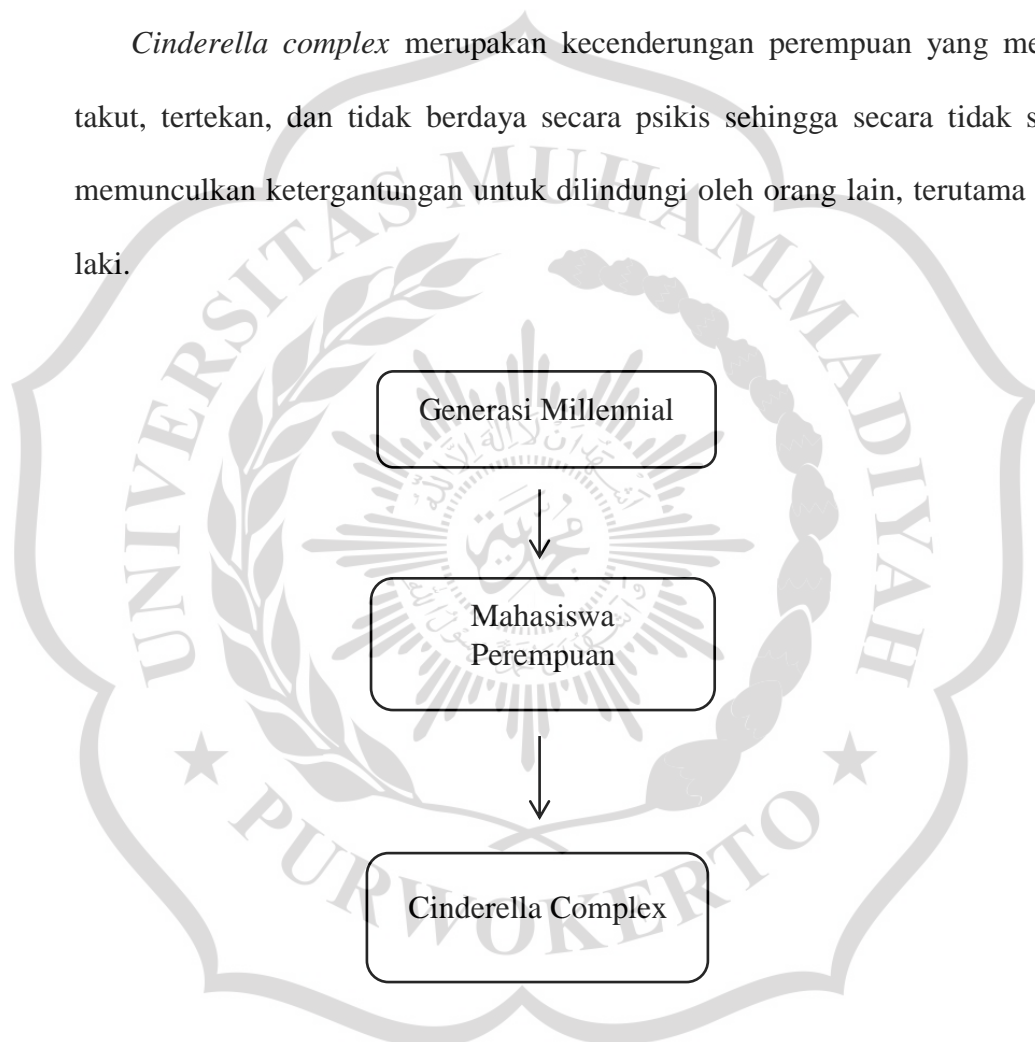 Cinderella complex merupakan kecenderungan perempuan yang me
takut, tertekan, dan tidak berdaya secara psikis sehingga secara tidak s
memunculkan ketergantungan untuk dilindungi oleh orang lain, terutama
laki.
UNIVERSITAS MUHAMMADIYAH
Generasi Millennial
Mahasiswa
Perempuan
Cinderella Complex
PURWOKERTO